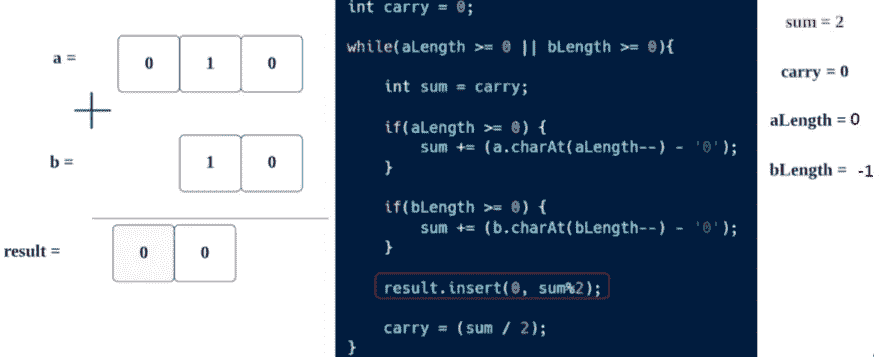 a =
0 1 0
b =
1 0
result =
0 0
int carry = 0;
while(aLength >= 0 || bLength >= 0){
int sum = carry;
if(aLength >= 0) {
sum += (a.charAt(aLength--) - '0');
}
if(bLength >= 0) {
sum += (b.charAt(bLength--) - '0');
}
result.insert(0, sum%2);
carry = (sum / 2);
}
sum = 2
carry = 0
aLength = 0
bLength = -1